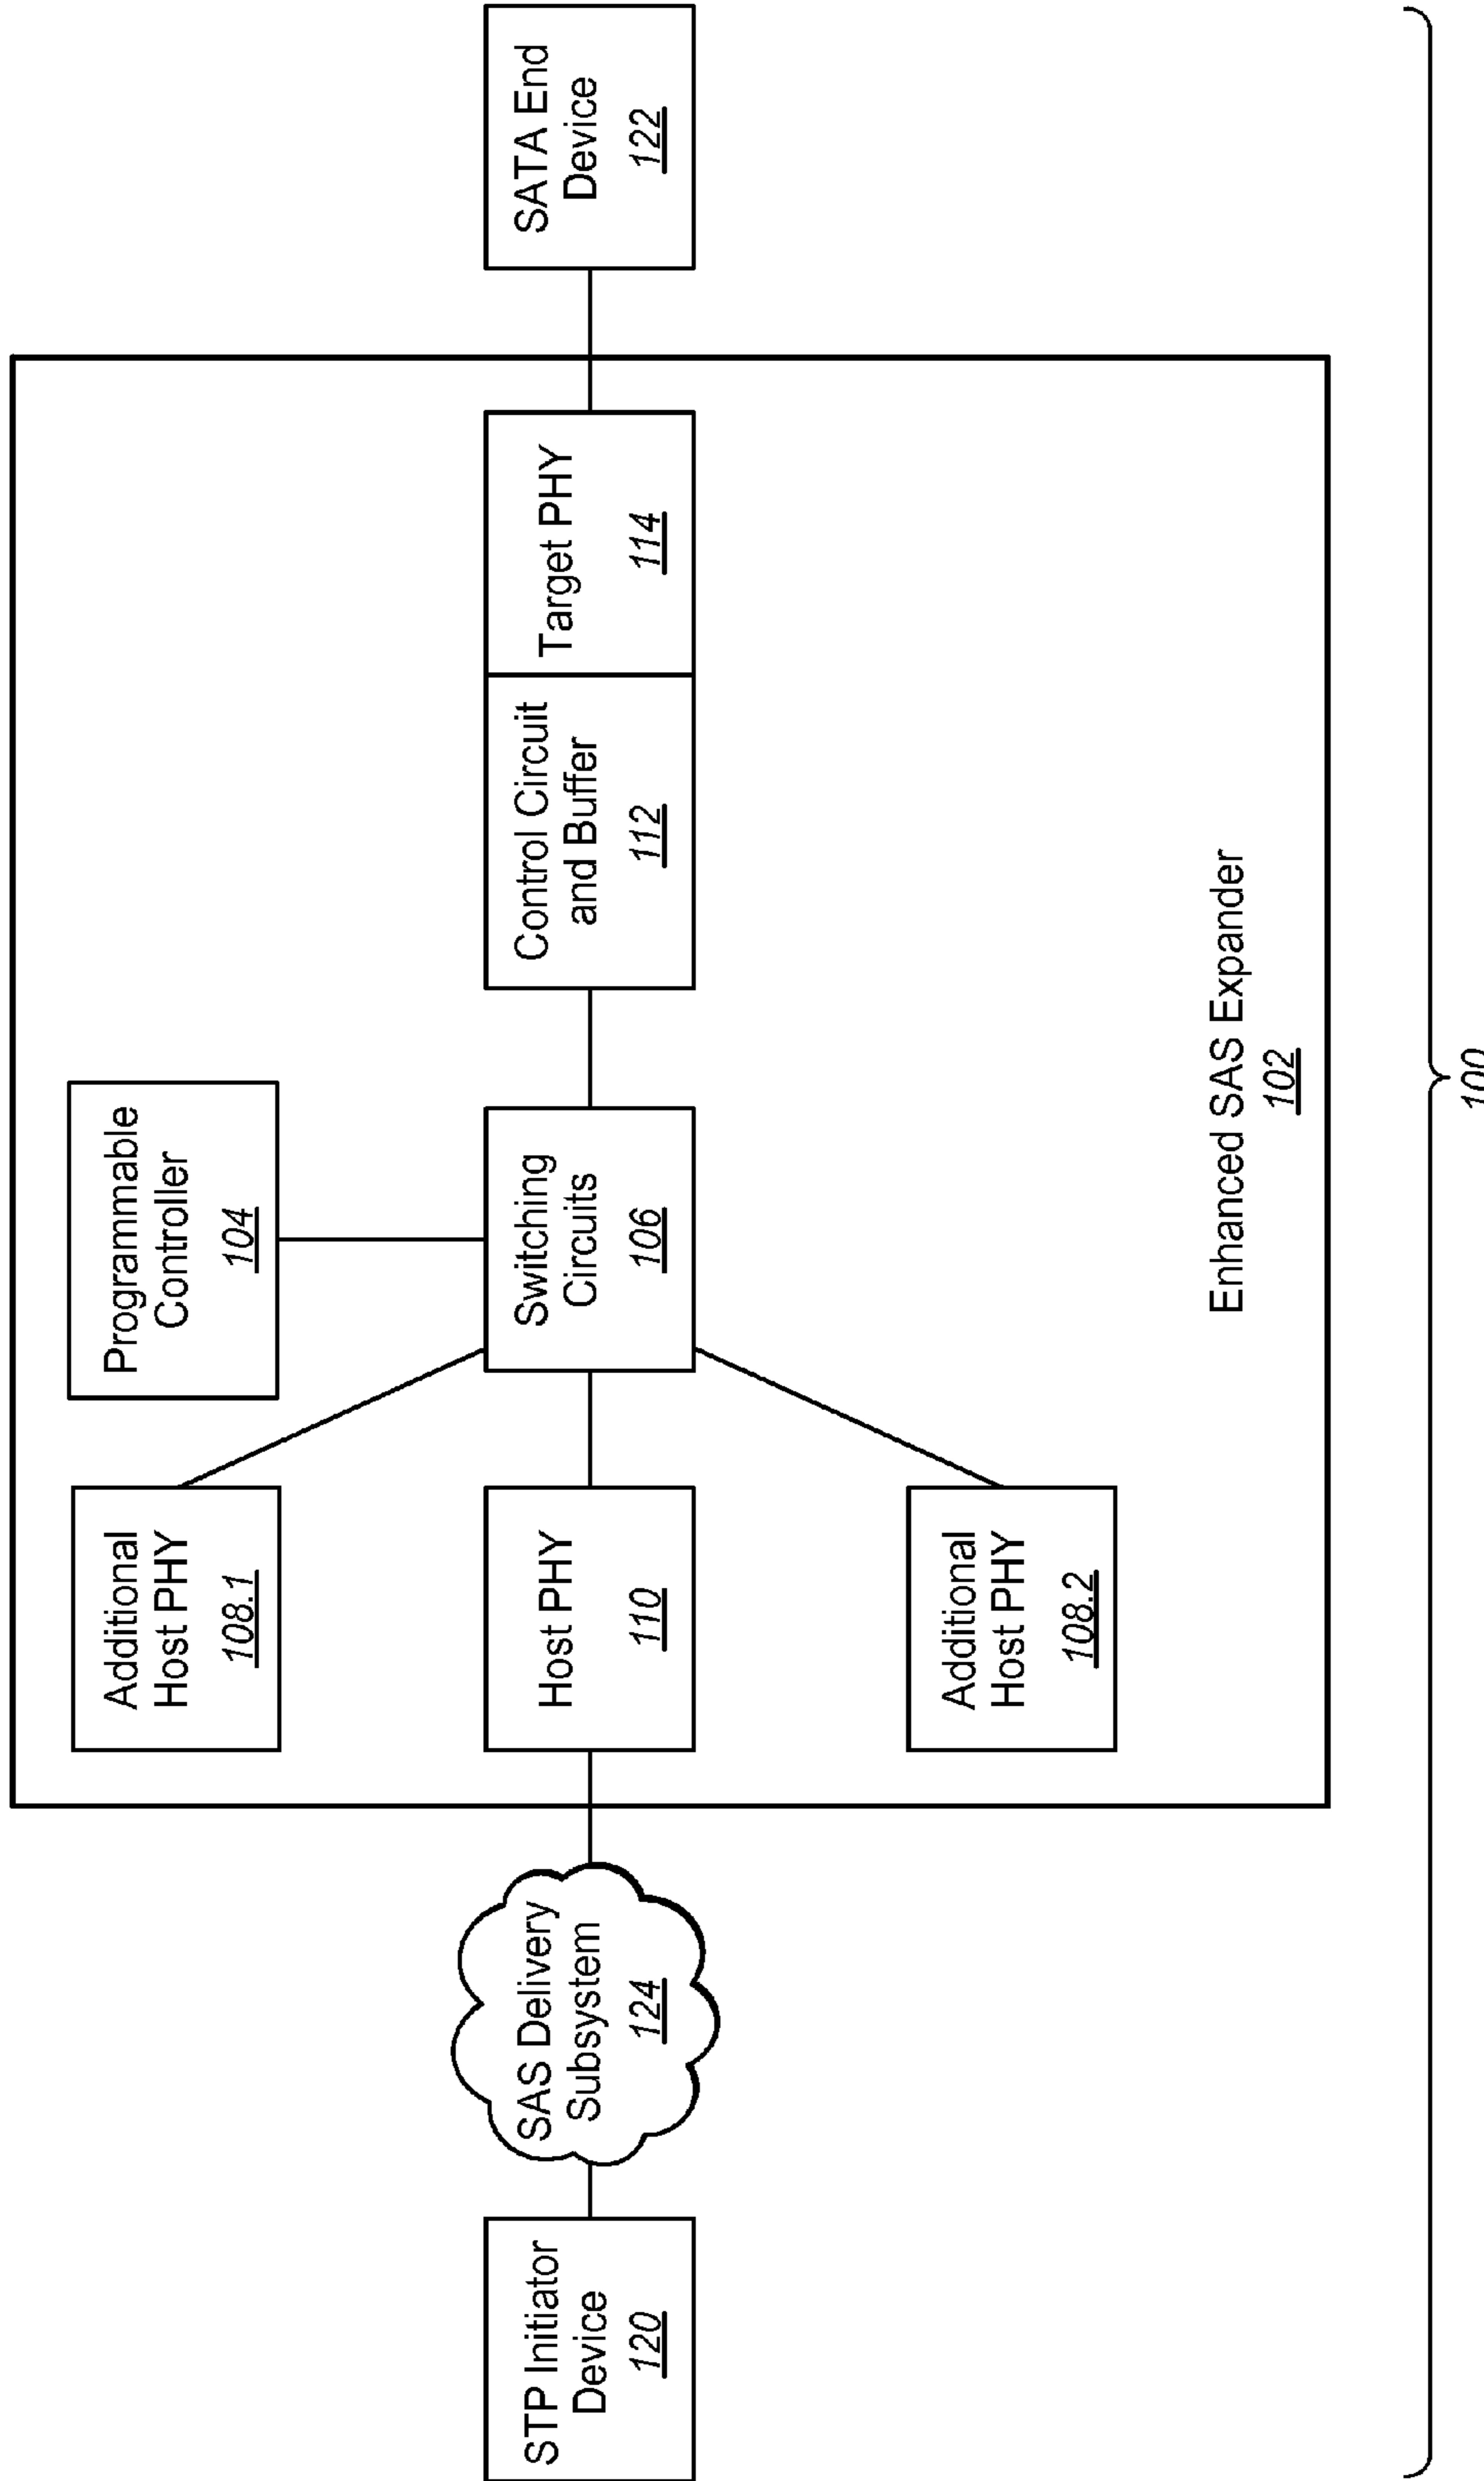 Additional
Host PHY
108.1
Programmable
Controller
104
STP Initiator
Device
120
SAS Delivery
Subsystem
124
Host PHY
110
Switching
Circuits
106
Control Circuit
and Buffer
112
Target PHY
114
SATA End
Device
122
Additional
Host PHY
108.2
Enhanced SAS Expander
102
100